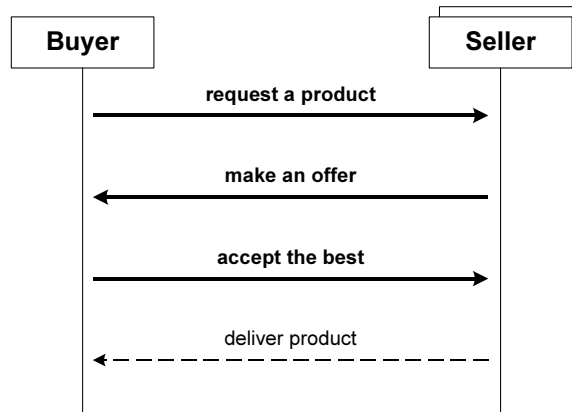 Buyer
Seller
request a product
make an offer
accept the best
deliver product